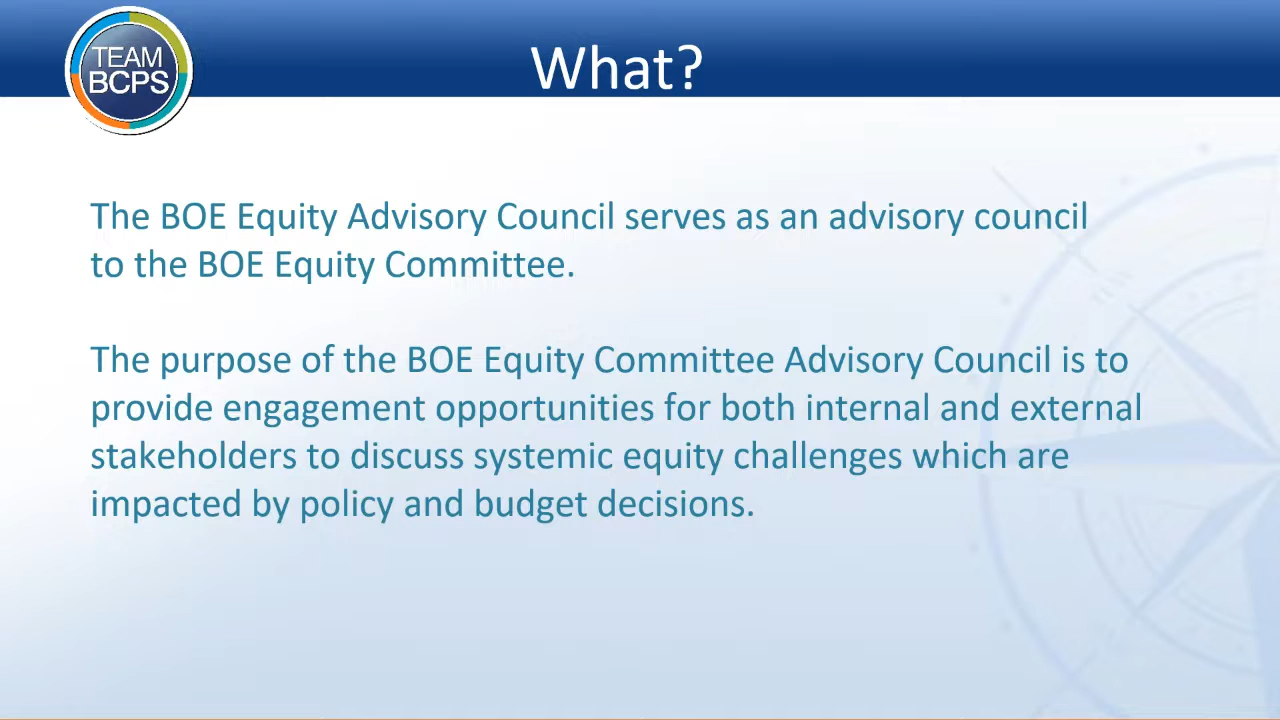 TEAM
BCPS
What?
The BOE Equity Advisory Council serves as an advisory council
to the BOE Equity Committee.
The purpose of the BOE Equity Committee Advisory Council is to
provide engagement opportunities for both internal and external
stakeholders to discuss systemic equity challenges which are
impacted by policy and budget decisions.